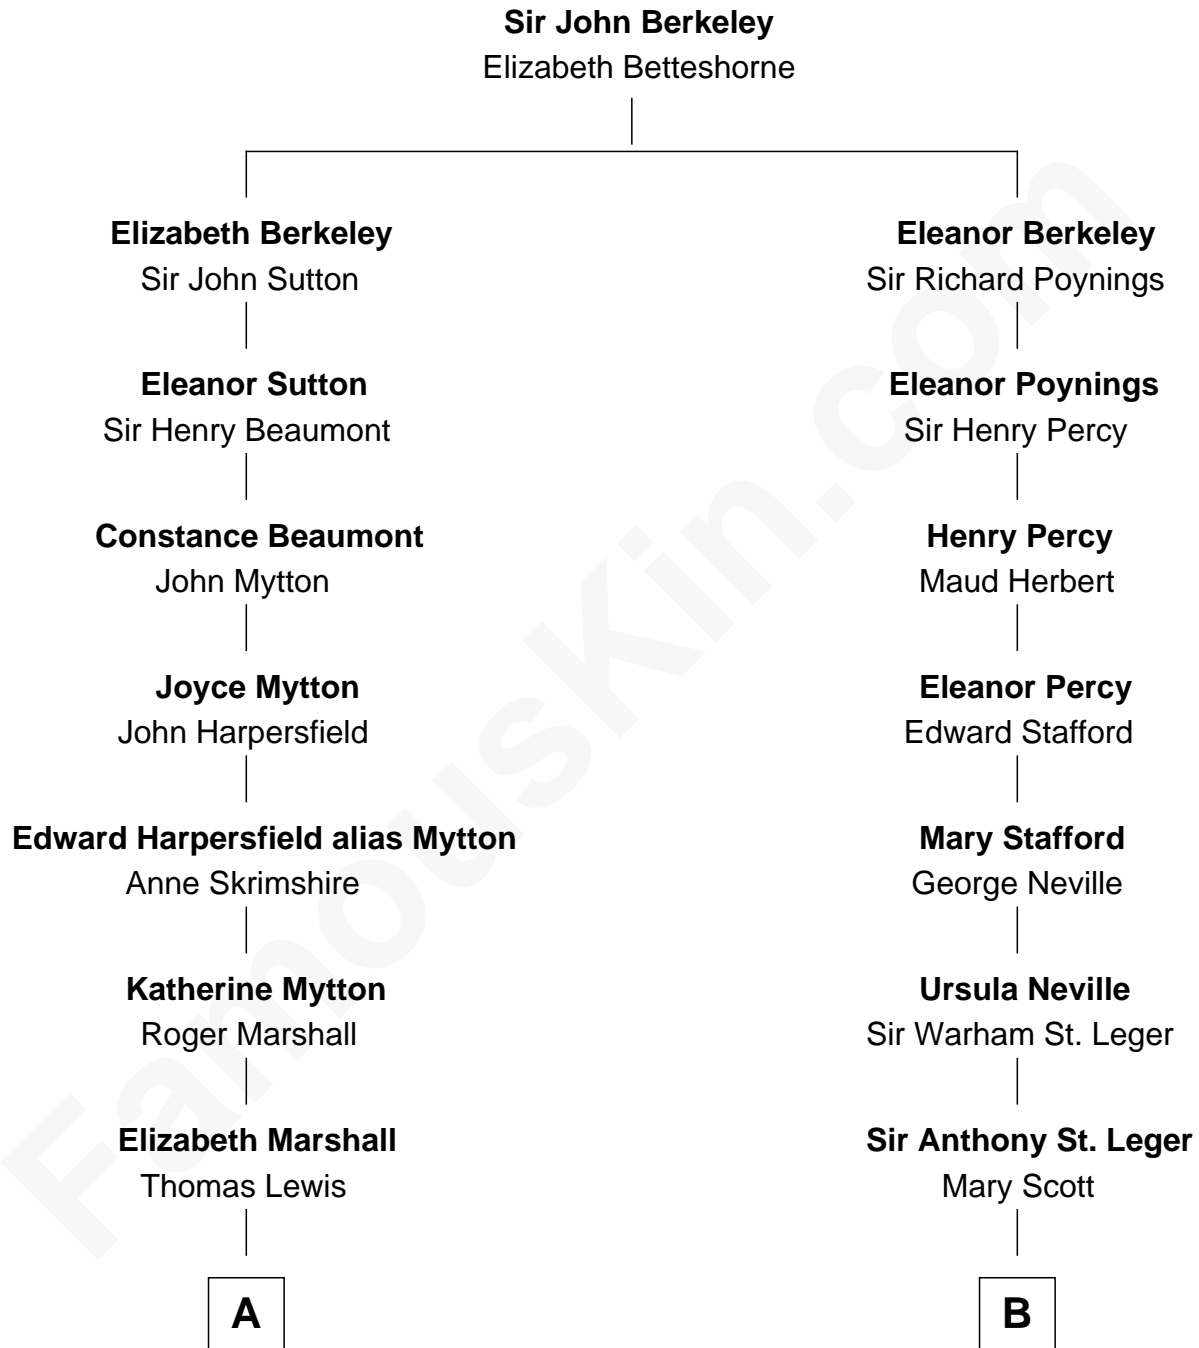 Sir John Berkeley
Elizabeth Betteshorne
Elizabeth Berkeley
Sir John Sutton
Eleanor Sutton
Sir Henry Beaumont
Constance Beaumont
John Mytton
Joyce Mytton
John Harpersfield
Edward Harpersfield alias Mytton
Anne Skrimshire
Katherine Mytton
Roger Marshall
Elizabeth Marshall
Thomas Lewis
A
Eleanor Berkeley
Sir Richard Poynings
Eleanor Poynings
Sir Henry Percy
Henry Percy
Maud Herbert
Eleanor Percy
Edward Stafford
Mary Stafford
George Neville
Ursula Neville
Sir Warham St. Leger
Sir Anthony St. Leger
Mary Scott
B
FamousKin.com